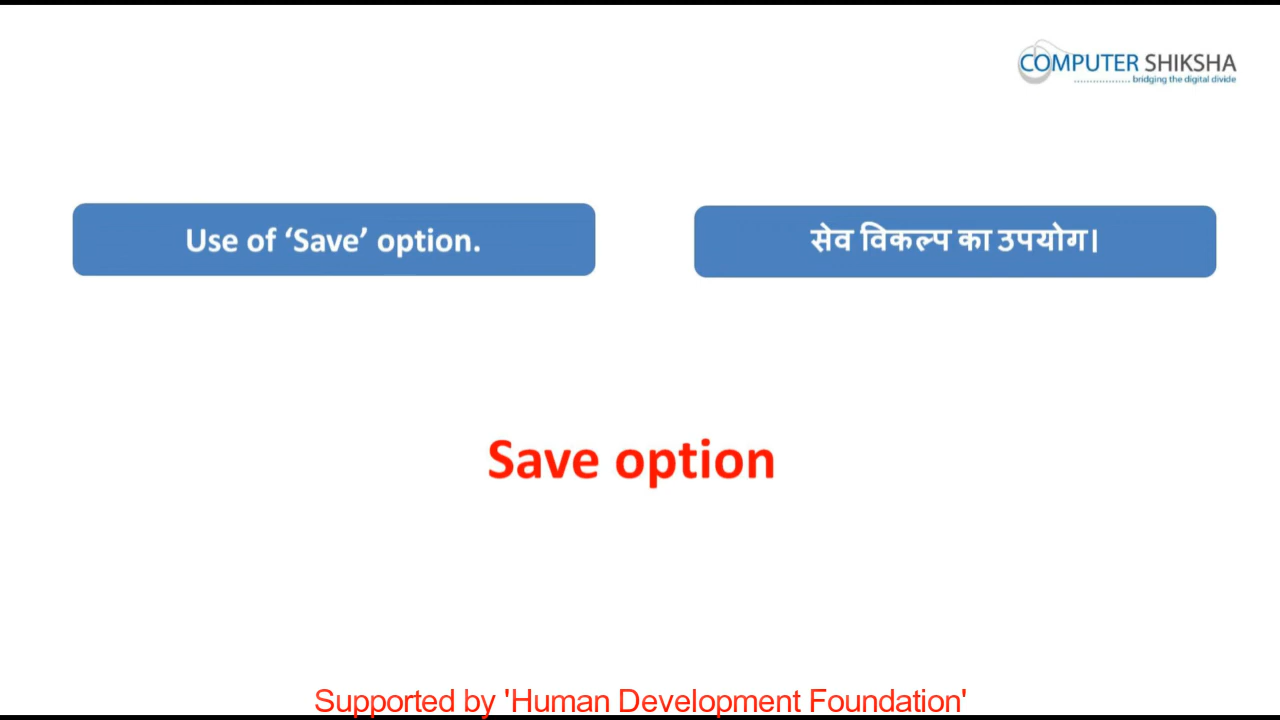 COMPUTER SHIKSHA
.................. bridging the digital divide
Use of ‘Save’ option.
सेव विकल्प का उपयोग।
Save option
Supported by 'Human Development Foundation'